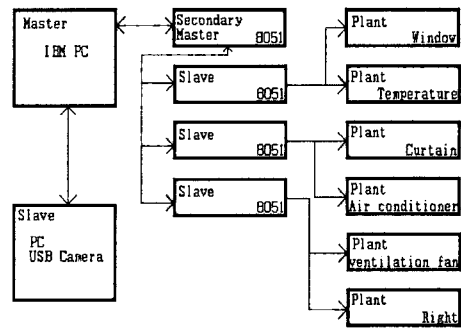 Master
IBM PC
Secondary
Master
8051
Slave
8051
Slave
8051
Slave
8051
Slave
PC
USB Camera
Plant
Window
Plant
Temperature
Plant
Curtain
Plant
Air conditioner
Plant
ventilation fan
Plant
Right